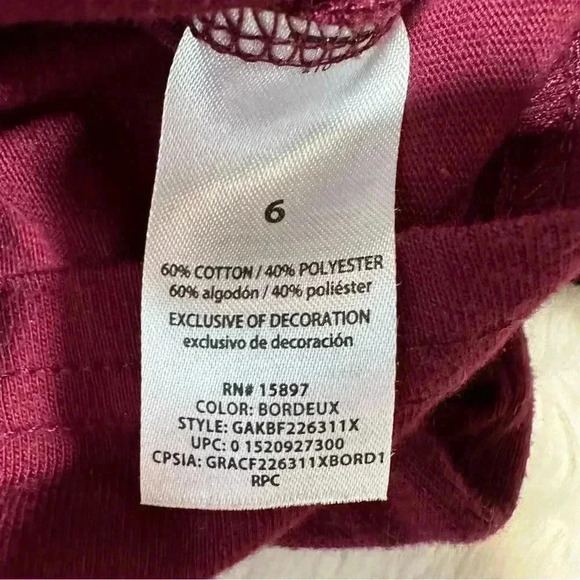 6
60% COTTON / 40% POLYESTER
60% algodón / 40% poliéster
EXCLUSIVE OF DECORATION
exclusivo de decoración
RN# 15897
COLOR: BORDEUX
STYLE: GAKBF226311X
UPC: 0 1520927300
CPSIA: GRACF226311XBORD1
RPC